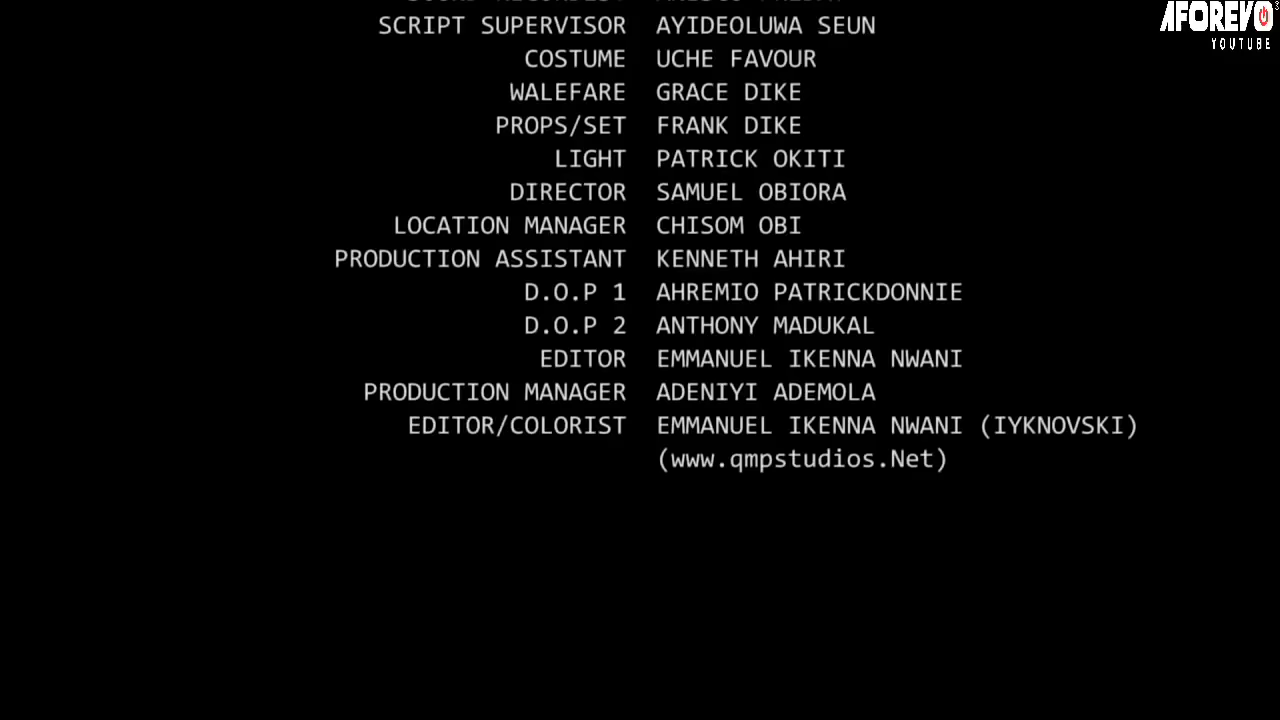 AFOREVO
YOUTUBE
SCRIPT SUPERVISOR AYIDEOLUWA SEUN
COSTUME UCHE FAVOUR
WALEFARE GRACE DIKE
PROPS/SET FRANK DIKE
LIGHT PATRICK OKITI
DIRECTOR SAMUEL OBIORA
LOCATION MANAGER CHISOM OBI
PRODUCTION ASSISTANT KENNETH AHIRI
D.O.P 1 AHREMIO PATRICKDONNIE
D.O.P 2 ANTHONY MADUKAL
EDITOR EMMANUEL IKENNA NWANI
PRODUCTION MANAGER ADENIYI ADEMOLA
EDITOR/COLORIST EMMANUEL IKENNA NWANI (IYKNOVSKI)
(www.qmpstudios.Net)